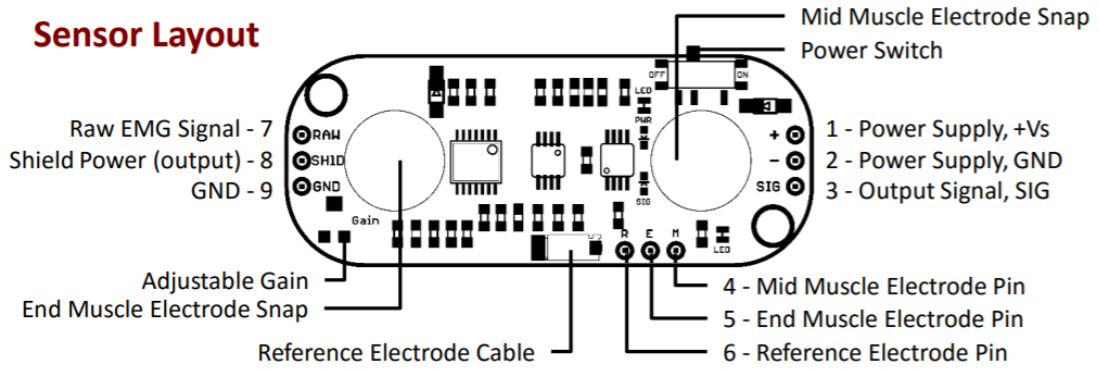 Sensor Layout
Mid Muscle Electrode Snap
Power Switch
OFF
ON
LED
PWR
Raw EMG Signal - 7
RAW
+
1 - Power Supply, +Vs
Shield Power (output) - 8
SHID
-
2 - Power Supply, GND
GND - 9
GND
SIG
SIG
3 - Output Signal, SIG
Gain
R E M
LED
Adjustable Gain
4 - Mid Muscle Electrode Pin
End Muscle Electrode Snap
5 - End Muscle Electrode Pin
Reference Electrode Cable
6 - Reference Electrode Pin